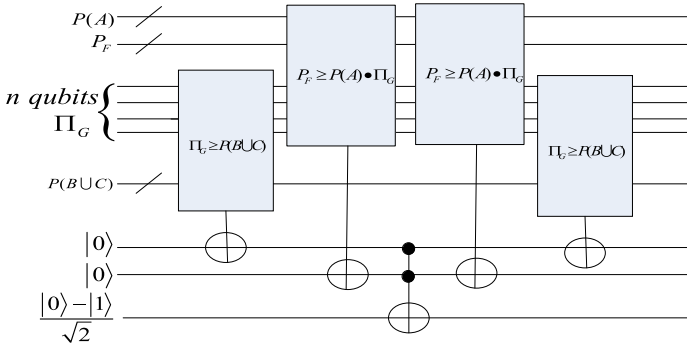 P(A)
P_F
P_F ≥ P(A)•Π_G
P_F ≥ P(A)•Π_G
n qubits
Π_G
Π_G ≥ P(B∪C)
Π_G ≥ P(B∪C)
P(B∪C)
|0⟩
|0⟩
|0⟩−|1⟩
√2